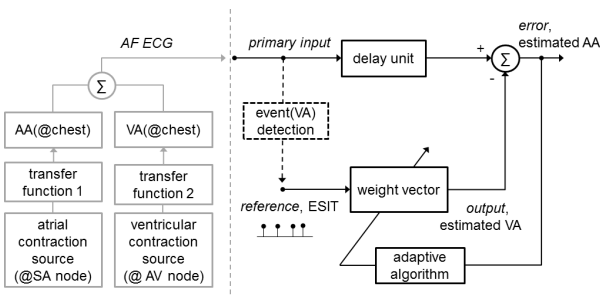 AF ECG
Σ
AA(@chest)
VA(@chest)
transfer
function 1
transfer
function 2
atrial
contraction
source
(@SA node)
ventricular
contraction
source
(@ AV node)
primary input
delay unit
+
Σ
-
error,
estimated AA
event(VA)
detection
reference, ESIT
weight vector
output,
estimated VA
adaptive
algorithm